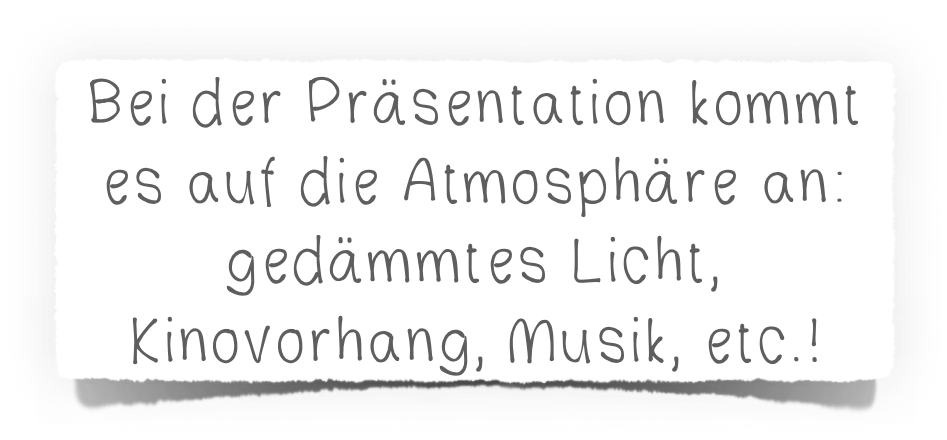 Bei der Präsentation kommt
es auf die Atmosphäre an:
gedämmtes Licht,
Kinovorhang, Musik, etc.!